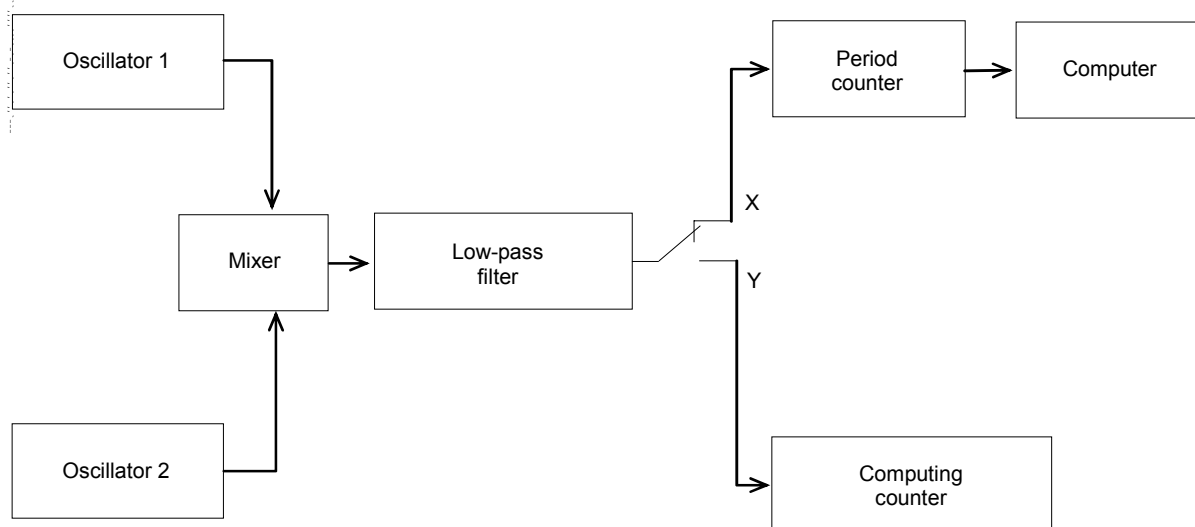 Oscillator 1
Period
counter
Computer
X
Mixer
Low-pass
filter
Y
Oscillator 2
Computing
counter